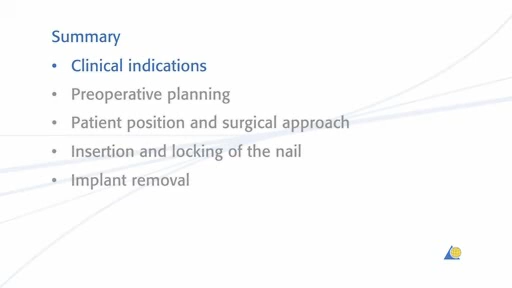 Summary
• Clinical indications
• Preoperative planning
• Patient position and surgical approach
• Insertion and locking of the nail
• Implant removal